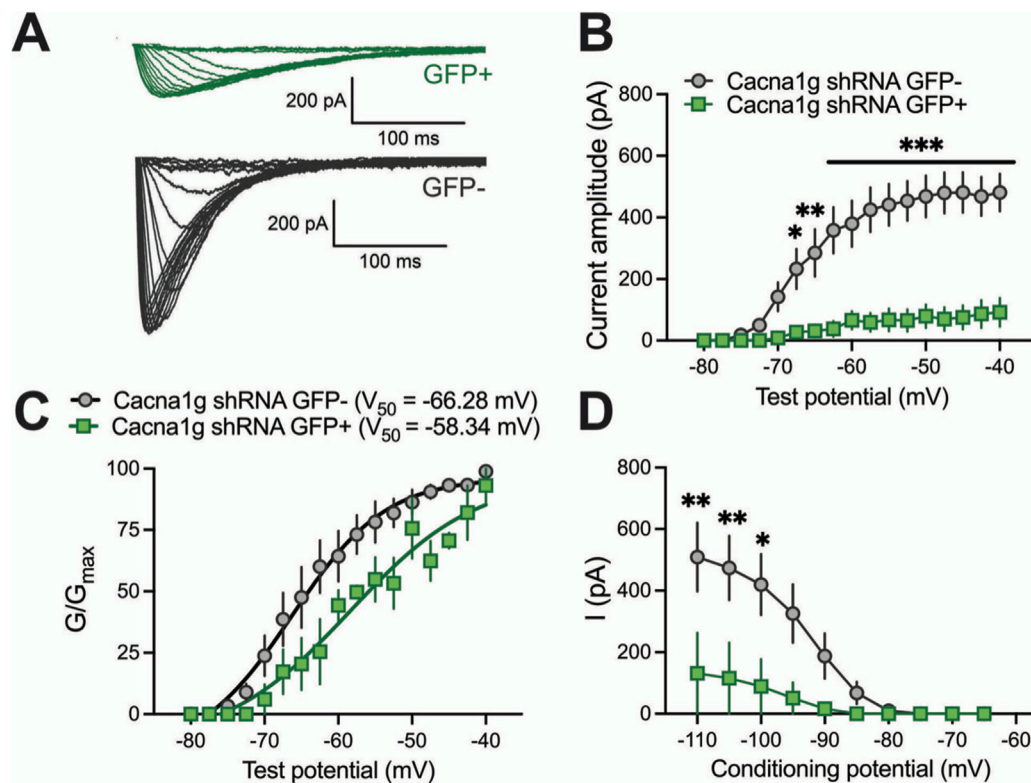 A
GFP+
200 pA
100 ms
GFP-
200 pA
100 ms
B
Cacna1g shRNA GFP-
Cacna1g shRNA GFP+
Current amplitude (pA)
800
600
400
200
0
***
**
*
-80
-70
-60
-50
-40
Test potential (mV)
C
Cacna1g shRNA GFP- (V50 = -66.28 mV)
Cacna1g shRNA GFP+ (V50 = -58.34 mV)
G/Gmax
100
75
50
25
0
-80
-70
-60
-50
-40
Test potential (mV)
D
I (pA)
800
600
400
200
0
**
**
*
-110
-100
-90
-80
-70
-60
Conditioning potential (mV)